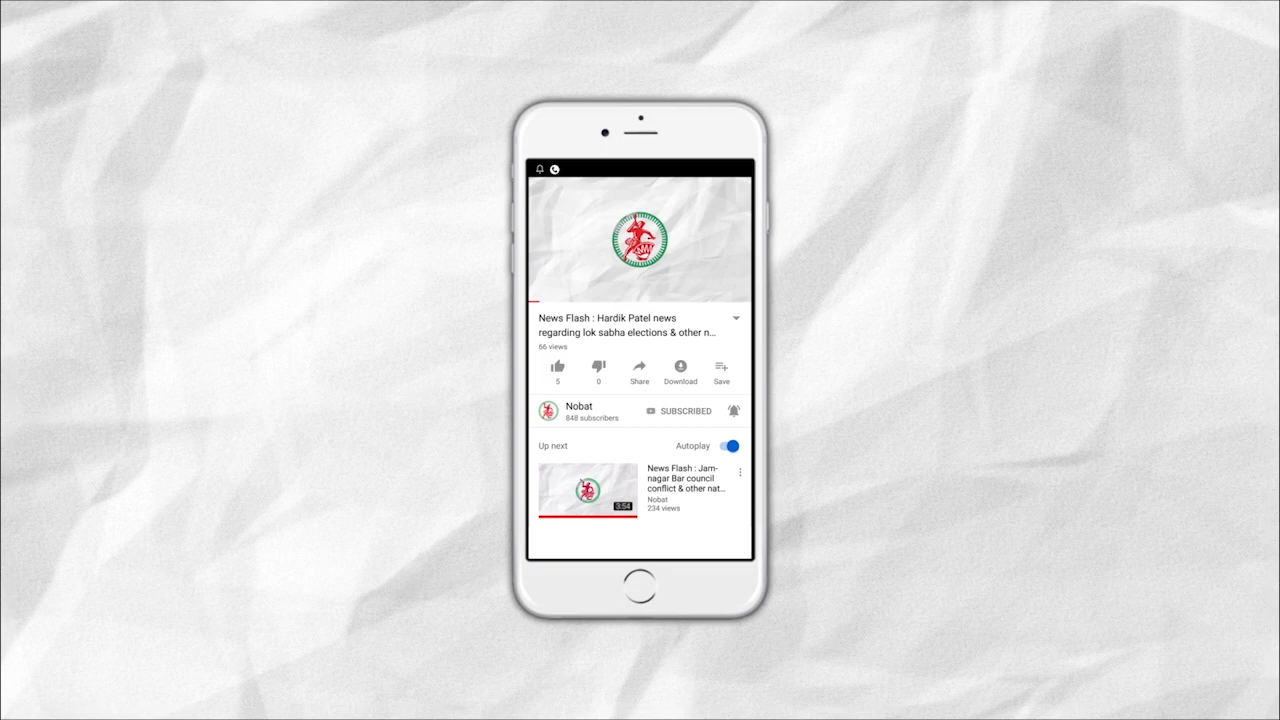 News Flash : Hardik Patel news
regarding lok sabha elections & other n...
66 views
5
0
Share
Download
Save
Nobat
848 subscribers
SUBSCRIBED
Up next
Autoplay
News Flash : Jam-
nagar Bar council
conflict & other nat...
Nobat
234 views
3:54